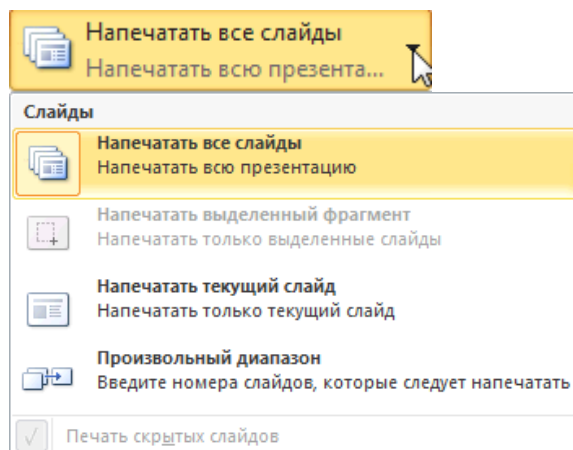 Напечатать все слайды
Напечатать всю презента...
Слайды
Напечатать все слайды
Напечатать всю презентацию
Напечатать выделенный фрагмент
Напечатать только выделенные слайды
Напечатать текущий слайд
Напечатать только текущий слайд
Произвольный диапазон
Введите номера слайдов, которые следует напечатать
Печать скрытых слайдов